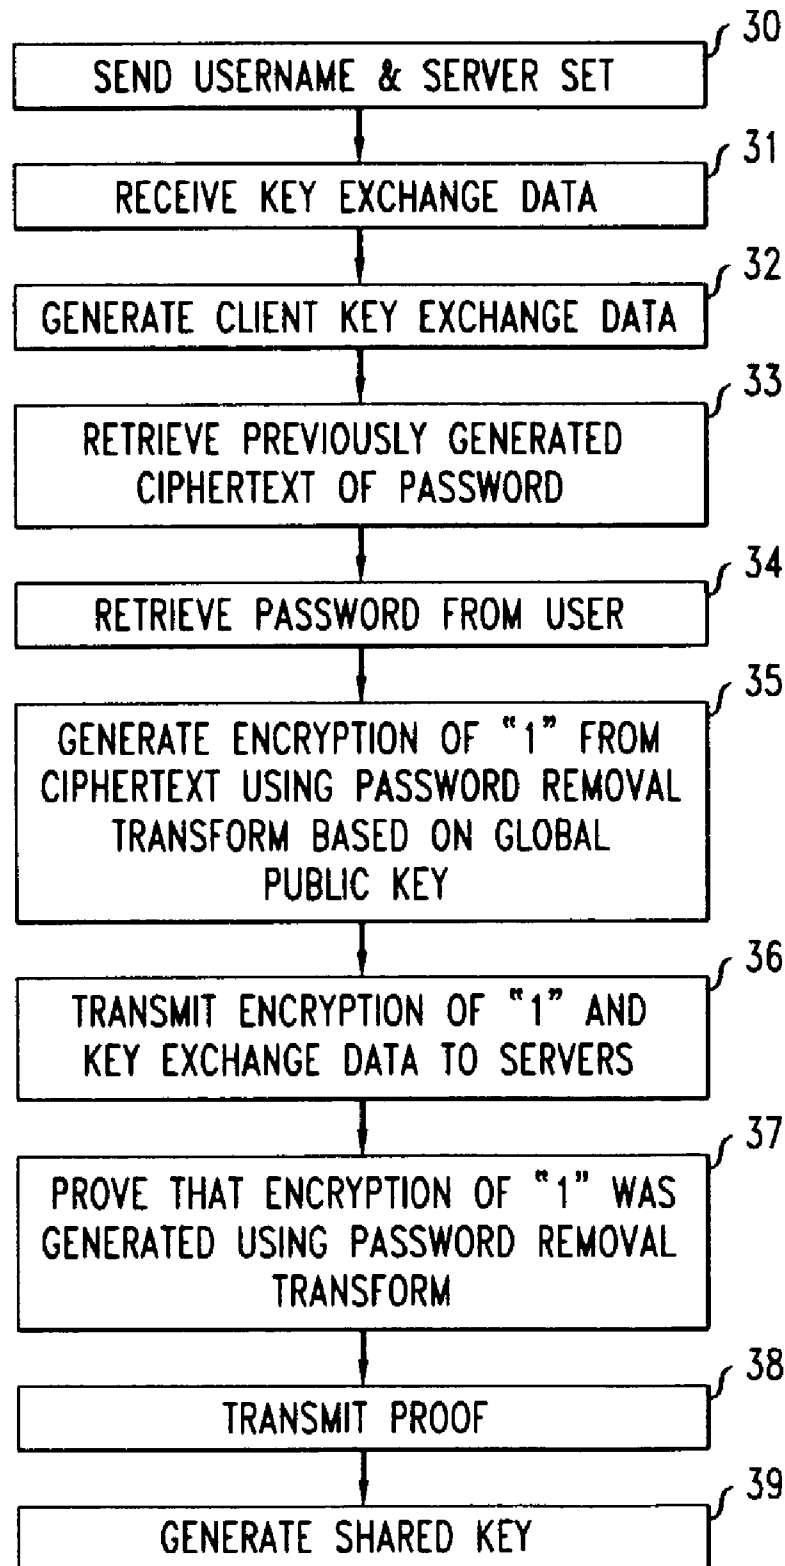 30
SEND USERNAME & SERVER SET
31
RECEIVE KEY EXCHANGE DATA
32
GENERATE CLIENT KEY EXCHANGE DATA
33
RETRIEVE PREVIOUSLY GENERATED
CIPHERTEXT OF PASSWORD
34
RETRIEVE PASSWORD FROM USER
35
GENERATE ENCRYPTION OF "1" FROM
CIPHERTEXT USING PASSWORD REMOVAL
TRANSFORM BASED ON GLOBAL
PUBLIC KEY
36
TRANSMIT ENCRYPTION OF "1" AND
KEY EXCHANGE DATA TO SERVERS
37
PROVE THAT ENCRYPTION OF "1" WAS
GENERATED USING PASSWORD REMOVAL
TRANSFORM
38
TRANSMIT PROOF
39
GENERATE SHARED KEY